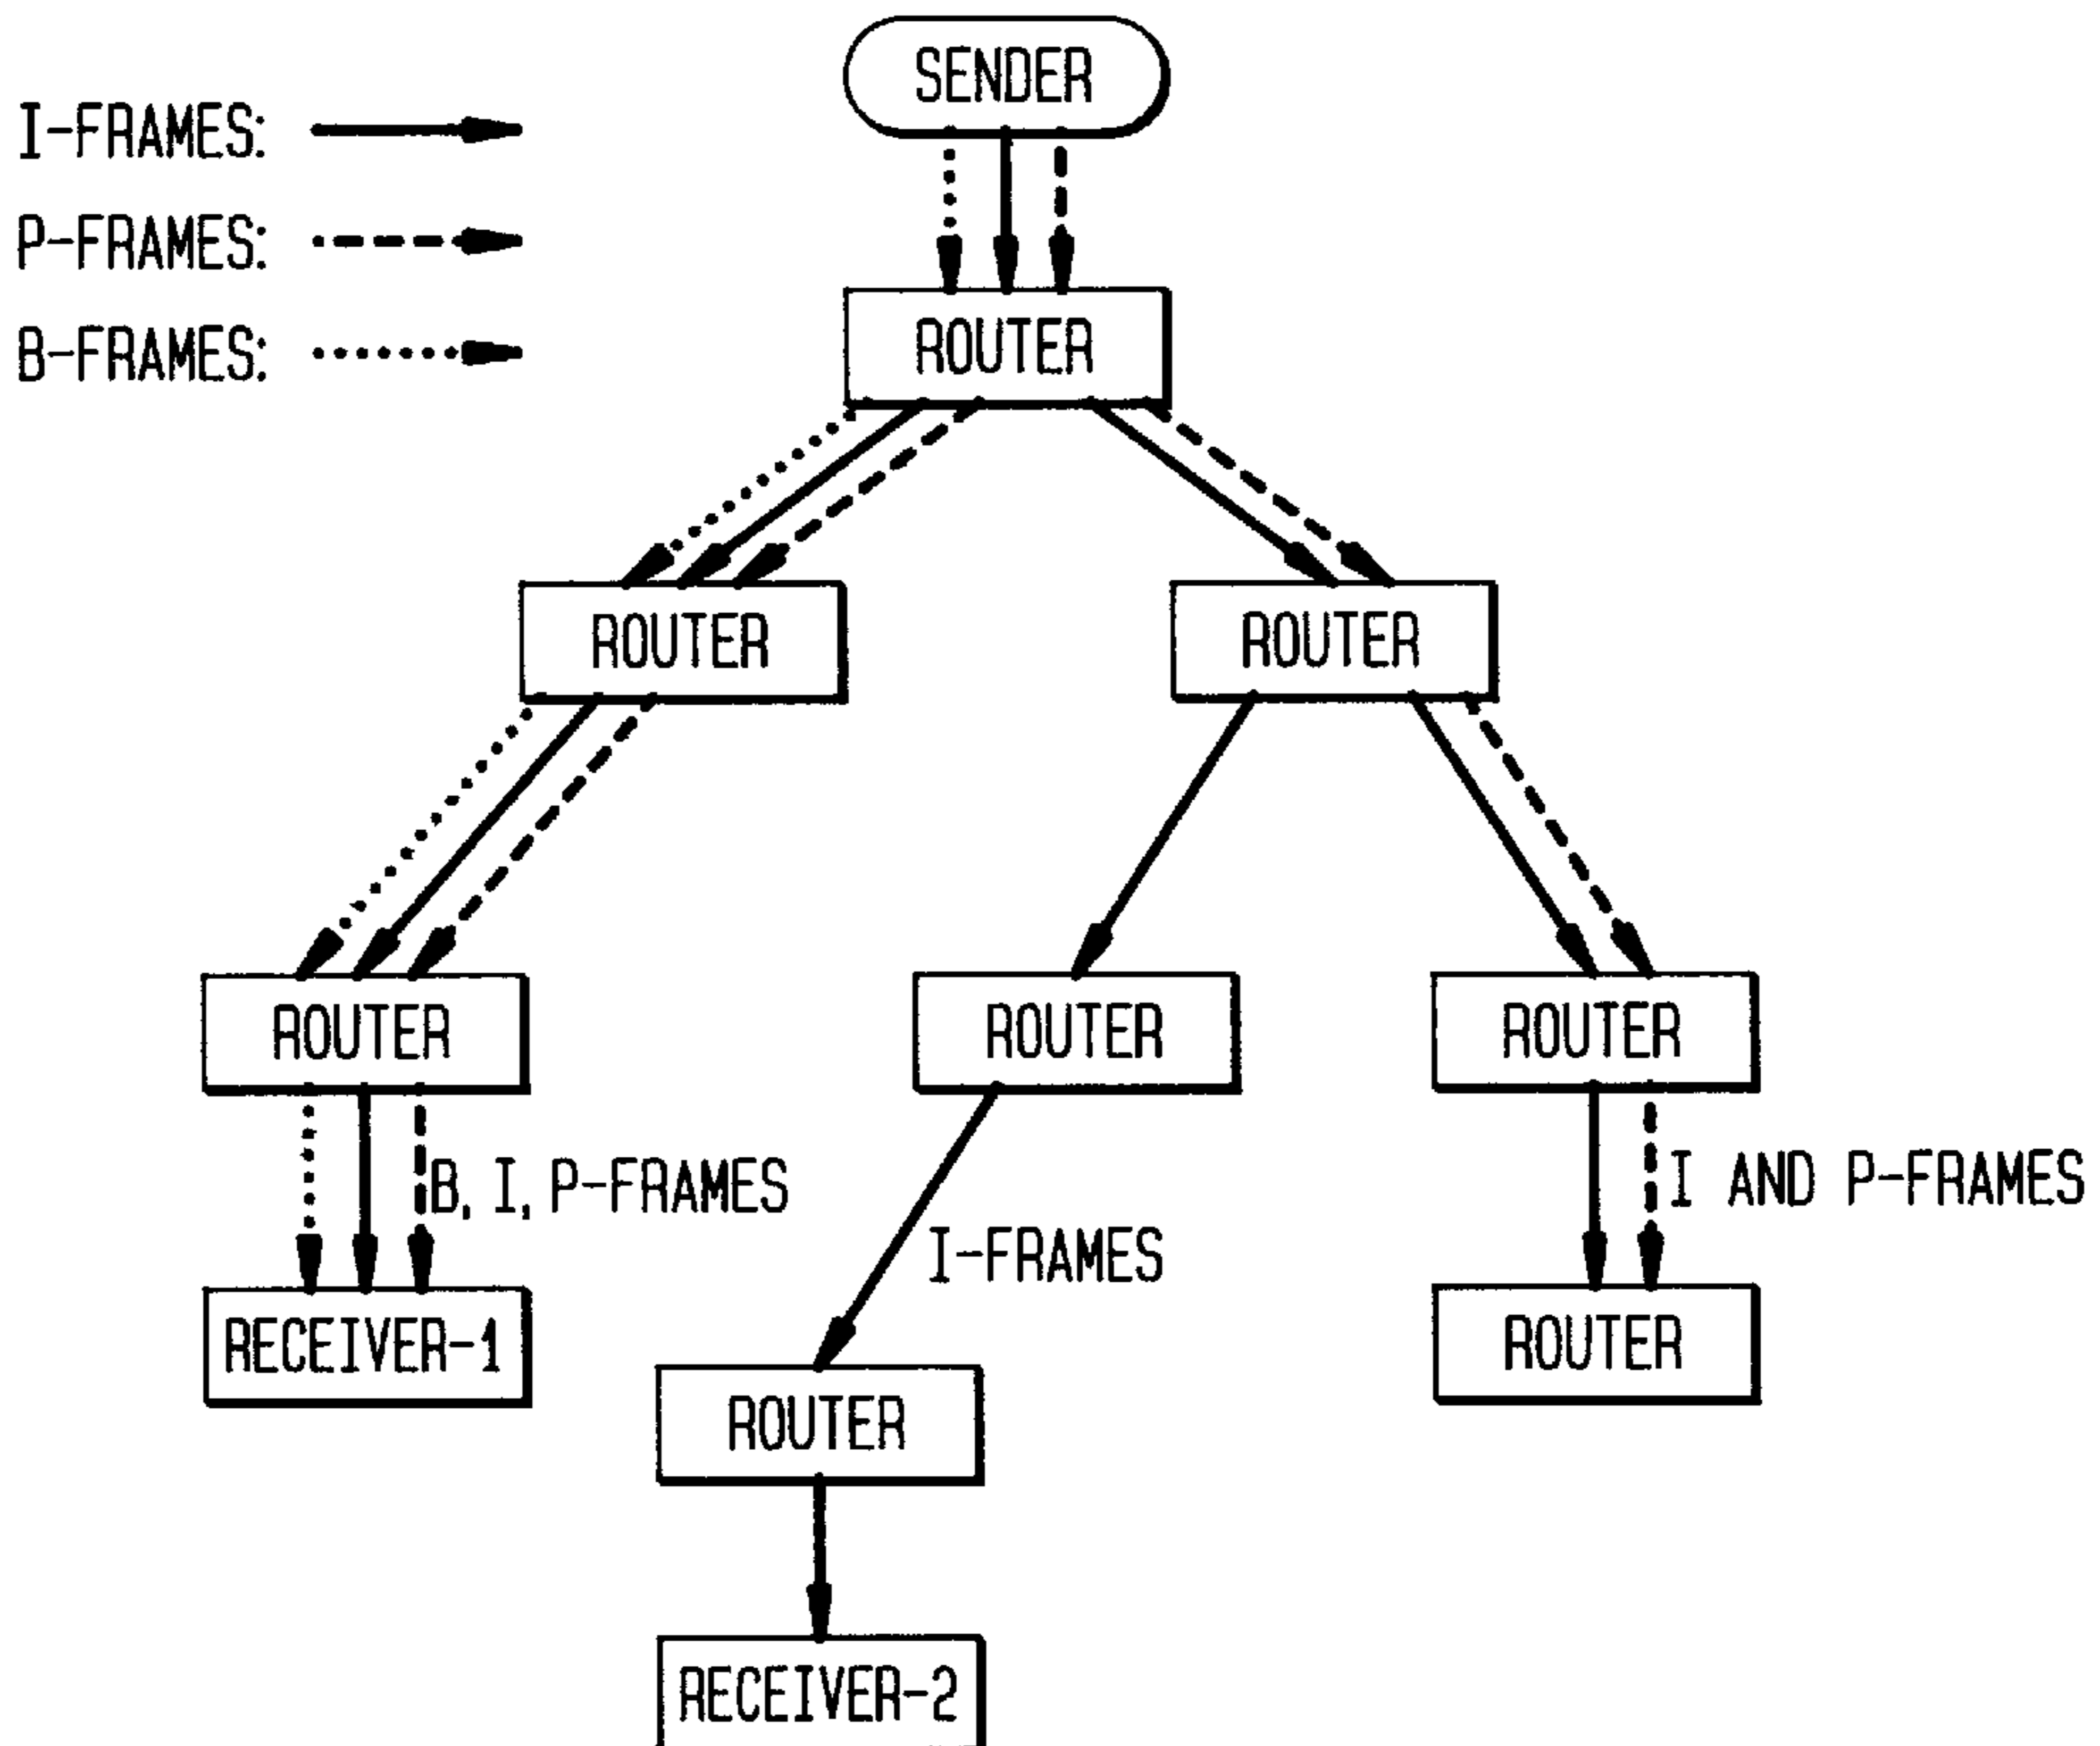 SENDER
I-FRAMES:
P-FRAMES:
B-FRAMES:
ROUTER
ROUTER
ROUTER
ROUTER
ROUTER
ROUTER
B, I, P-FRAMES
I AND P-FRAMES
I-FRAMES
RECEIVER-1
ROUTER
ROUTER
RECEIVER-2